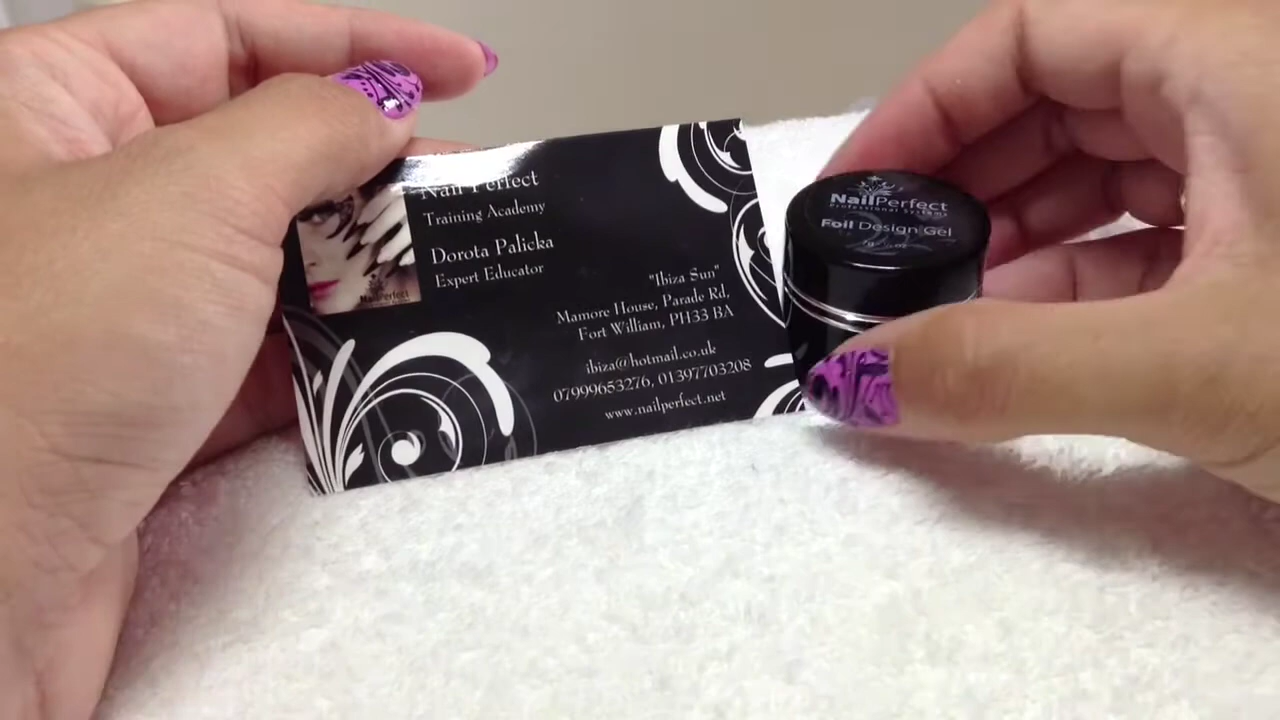 Nail Perfect
Training Academy
Dorota Palicka
Expert Educator
NailPerfect
"Ibiza Sun"
Mamore House, Parade Rd,
Fort William, PH33 BA
ibiza@hotmail.co.uk
07999653276, 01397703208
www.nailperfect.net
NailPerfect
Professional Systems
Foil Design Gel